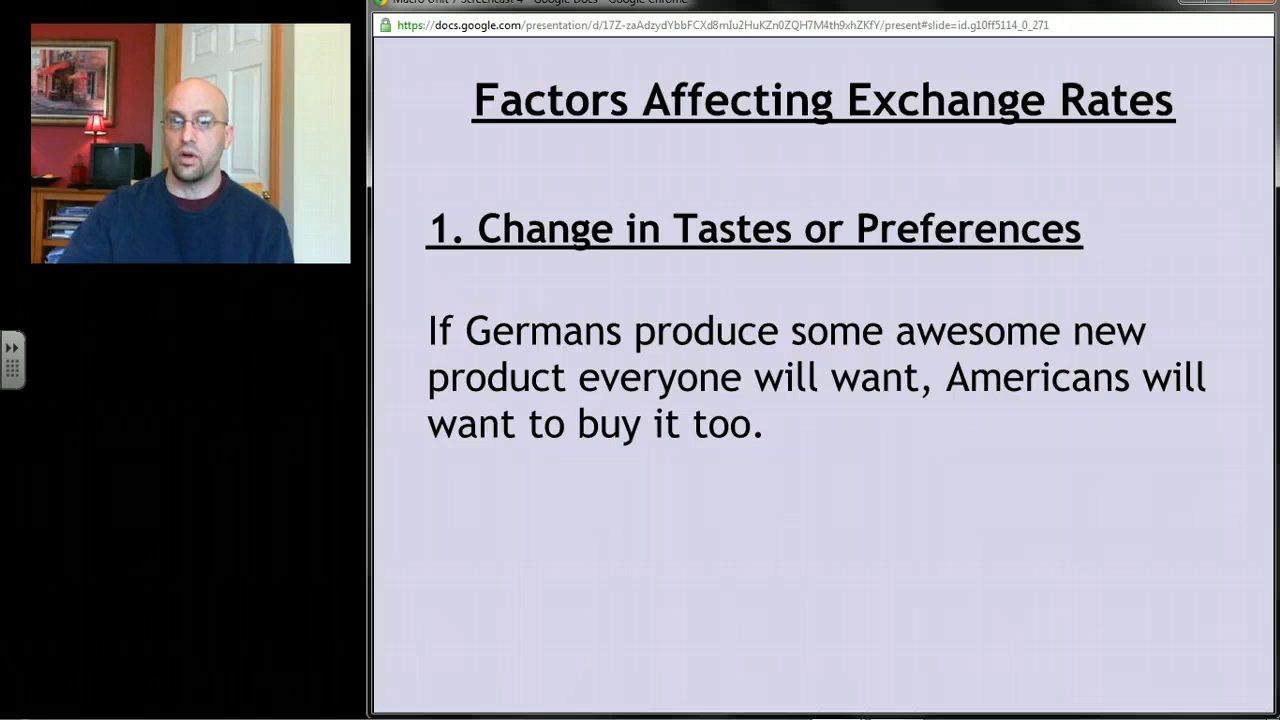 https://docs.google.com/presentation/d/17Z-zaAdzydYbbFCXd8mIu2HuKZn0ZQH7M4th9xhZKfY/present#slide=id.g10ff5114_0_271
Factors Affecting Exchange Rates
1. Change in Tastes or Preferences
If Germans produce some awesome new
product everyone will want, Americans will
want to buy it too.